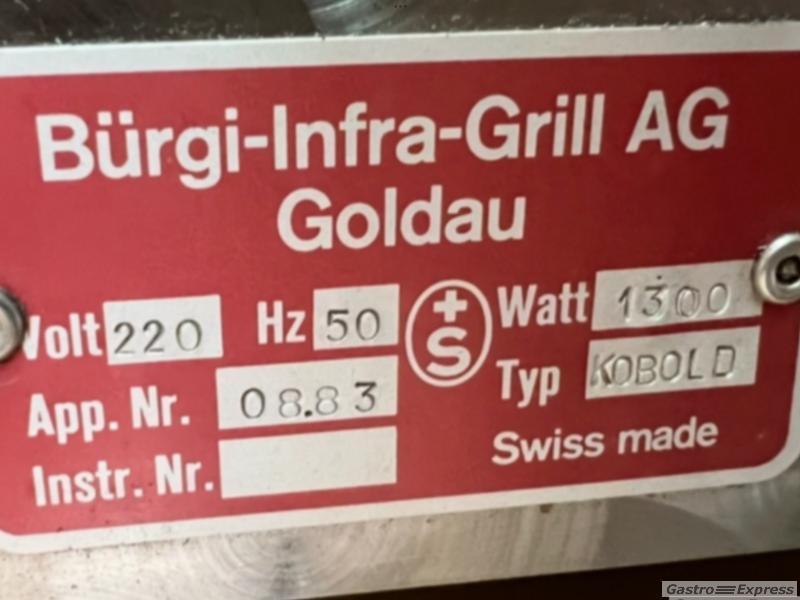 Bürgi-Infra-Grill AG
Goldau
Volt 220 Hz 50 +S Watt 1300
App. Nr. 08.83 Typ KOBOLD
Instr. Nr. Swiss made
Gastro Express